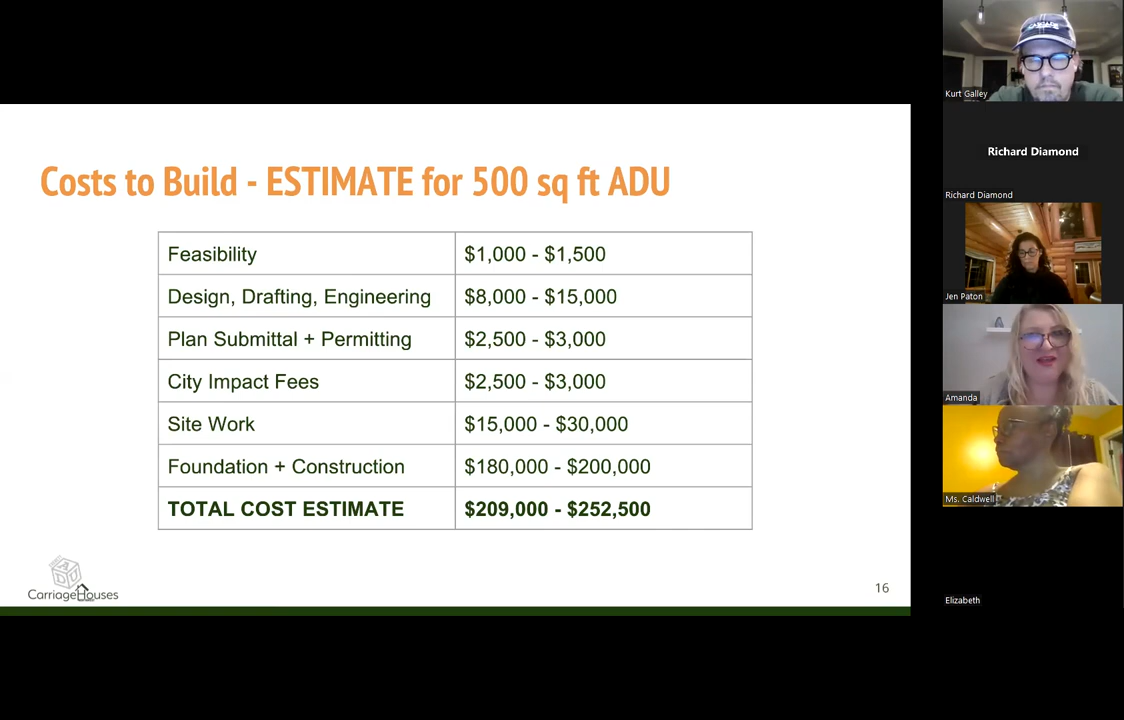 Costs to Build - ESTIMATE for 500 sq ft ADU
Feasibility $1,000 - $1,500
Design, Drafting, Engineering $8,000 - $15,000
Plan Submittal + Permitting $2,500 - $3,000
City Impact Fees $2,500 - $3,000
Site Work $15,000 - $30,000
Foundation + Construction $180,000 - $200,000
TOTAL COST ESTIMATE $209,000 - $252,500
ADU
CarriageHouses
16
Kurt Galley
Richard Diamond
Richard Diamond
Jen Paton
Amanda
Ms. Caldwell
Elizabeth